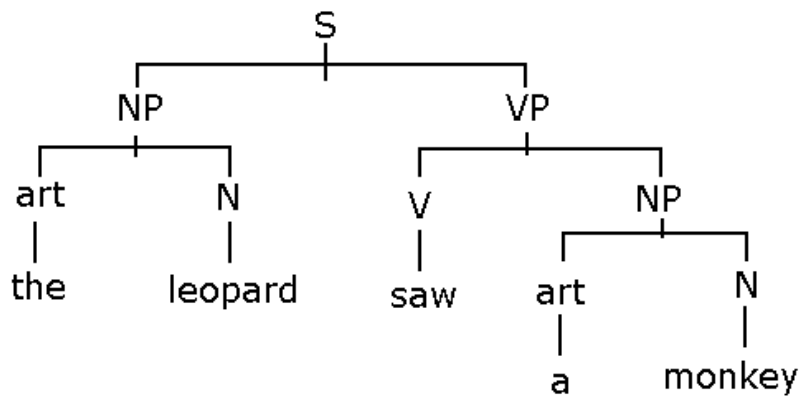 S
NP VP
art N V NP
the leopard saw art N
a monkey